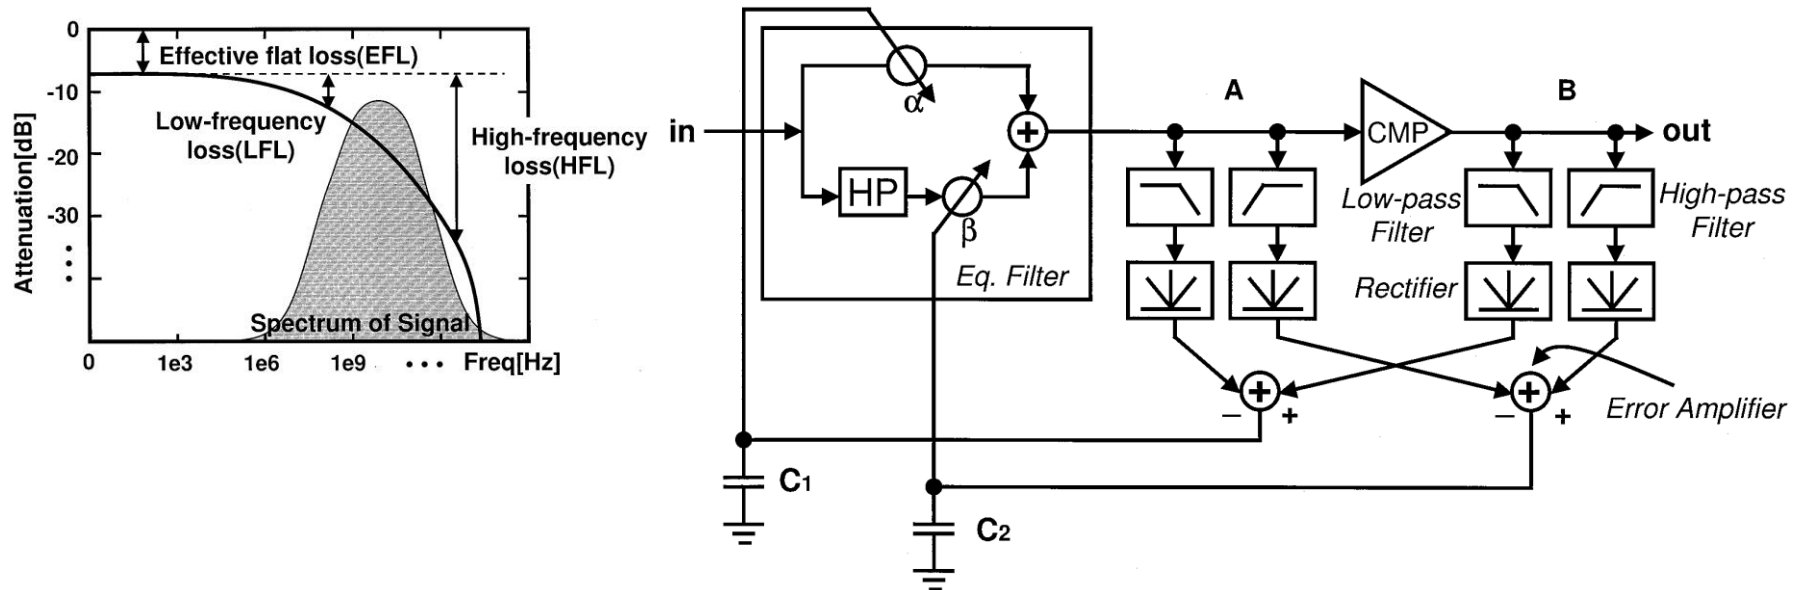 0
-10
-20
-30
Attenuation[dB]
Effective flat loss(EFL)
Low-frequency
loss(LFL)
High-frequency
loss(HFL)
Spectrum of Signal
0
1e3
1e6
1e9
Freq[Hz]
in
α
HP
β
+
Eq. Filter
A
CMP
B
out
Low-pass
Filter
High-pass
Filter
Rectifier
+
− +
+
− +
Error Amplifier
C1
C2